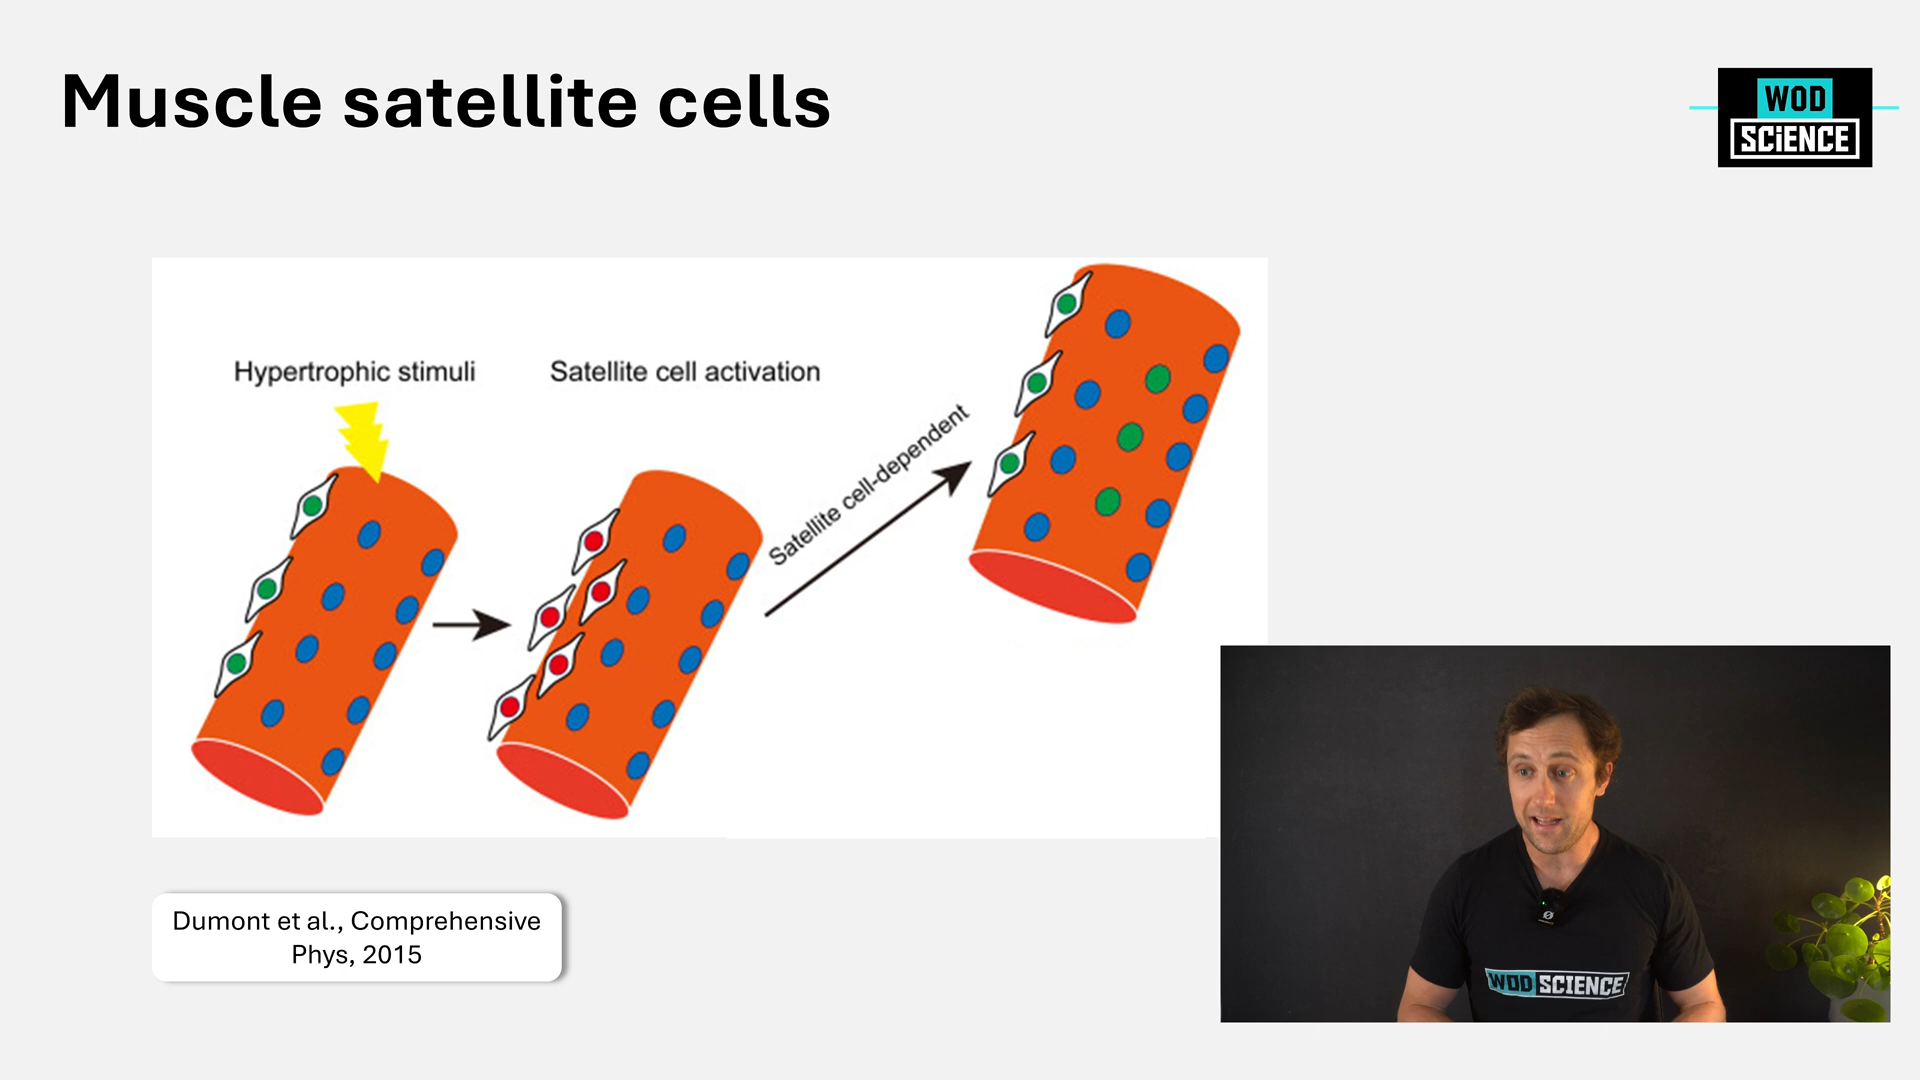 Muscle satellite cells
WOD
SCiENCE
Hypertrophic stimuli
Satellite cell activation
Satellite cell-dependent
Dumont et al., Comprehensive
Phys, 2015
WOD SCIENCE